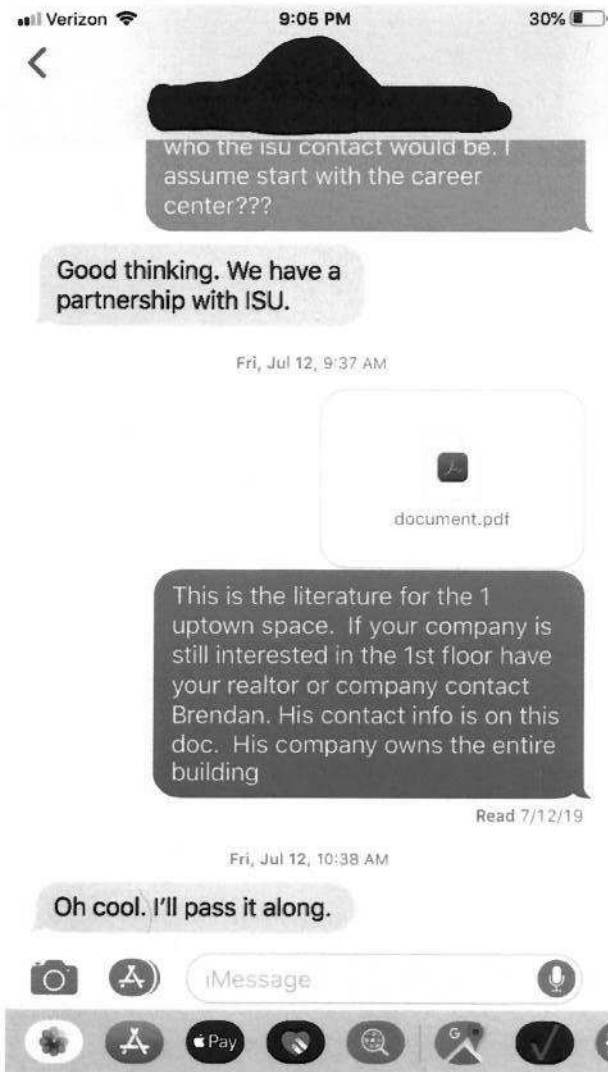 Verizon 9:05 PM 30%
who the isu contact would be. I
assume start with the career
center???
Good thinking. We have a
partnership with ISU.
Fri, Jul 12, 9:37 AM
document.pdf
This is the literature for the 1
uptown space.  If your company is
still interested in the 1st floor have
your realtor or company contact
Brendan. His contact info is on this
doc.  His company owns the entire
building
Read 7/12/19
Fri, Jul 12, 10:38 AM
Oh cool. I'll pass it along.
iMessage
Pay
G